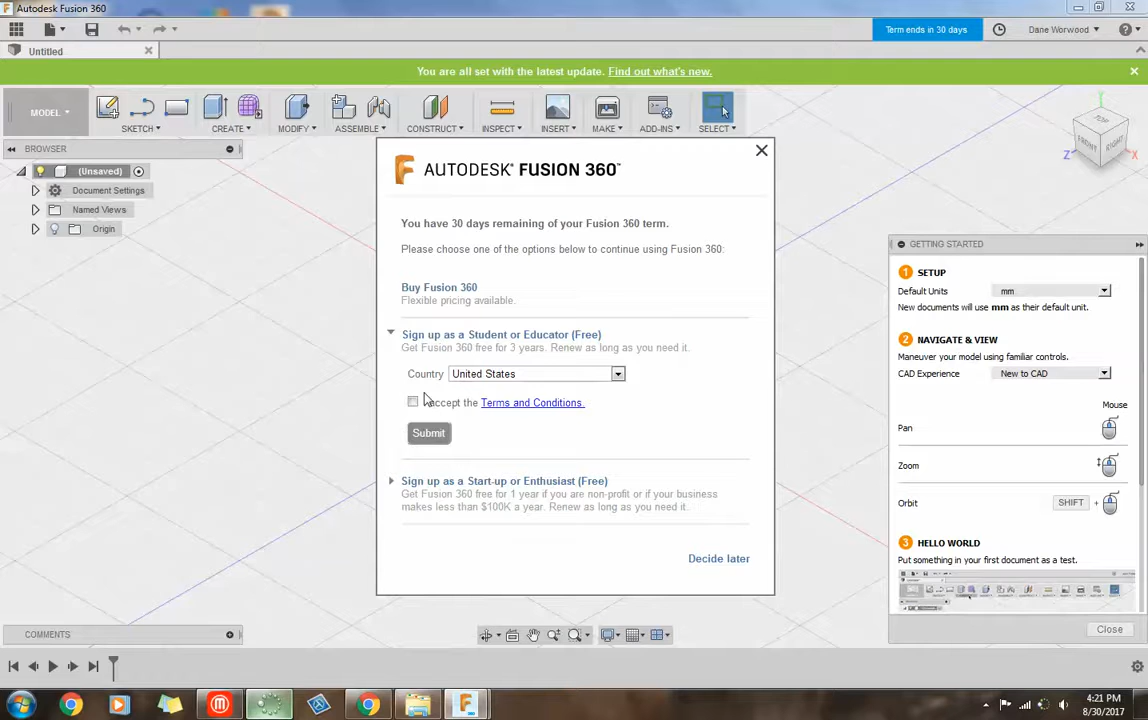 Autodesk Fusion 360
Term ends in 30 days
Dane Worwood
Untitled
You are all set with the latest update. Find out what's new.
MODEL
SKETCH
CREATE
MODIFY
ASSEMBLE
CONSTRUCT
INSPECT
INSERT
MAKE
ADD-INS
SELECT
BROWSER
(Unsaved)
Document Settings
Named Views
Origin
TOP
FRONT
RIGHT
Y
Z
X
AUTODESK® FUSION 360™
You have 30 days remaining of your Fusion 360 term.
Please choose one of the options below to continue using Fusion 360:
Buy Fusion 360
Flexible pricing available.
Sign up as a Student or Educator (Free)
Get Fusion 360 free for 3 years. Renew as long as you need it.
Country United States
accept the Terms and Conditions.
Submit
Sign up as a Start-up or Enthusiast (Free)
Get Fusion 360 free for 1 year if you are non-profit or if your business
makes less than $100K a year. Renew as long as you need it.
Decide later
GETTING STARTED
1 SETUP
Default Units mm
New documents will use mm as their default unit.
2 NAVIGATE & VIEW
Maneuver your model using familiar controls.
CAD Experience New to CAD
Mouse
Pan
Zoom
Orbit SHIFT +
3 HELLO WORLD
Put something in your first document as a test.
Close
COMMENTS
4:21 PM
8/30/2017